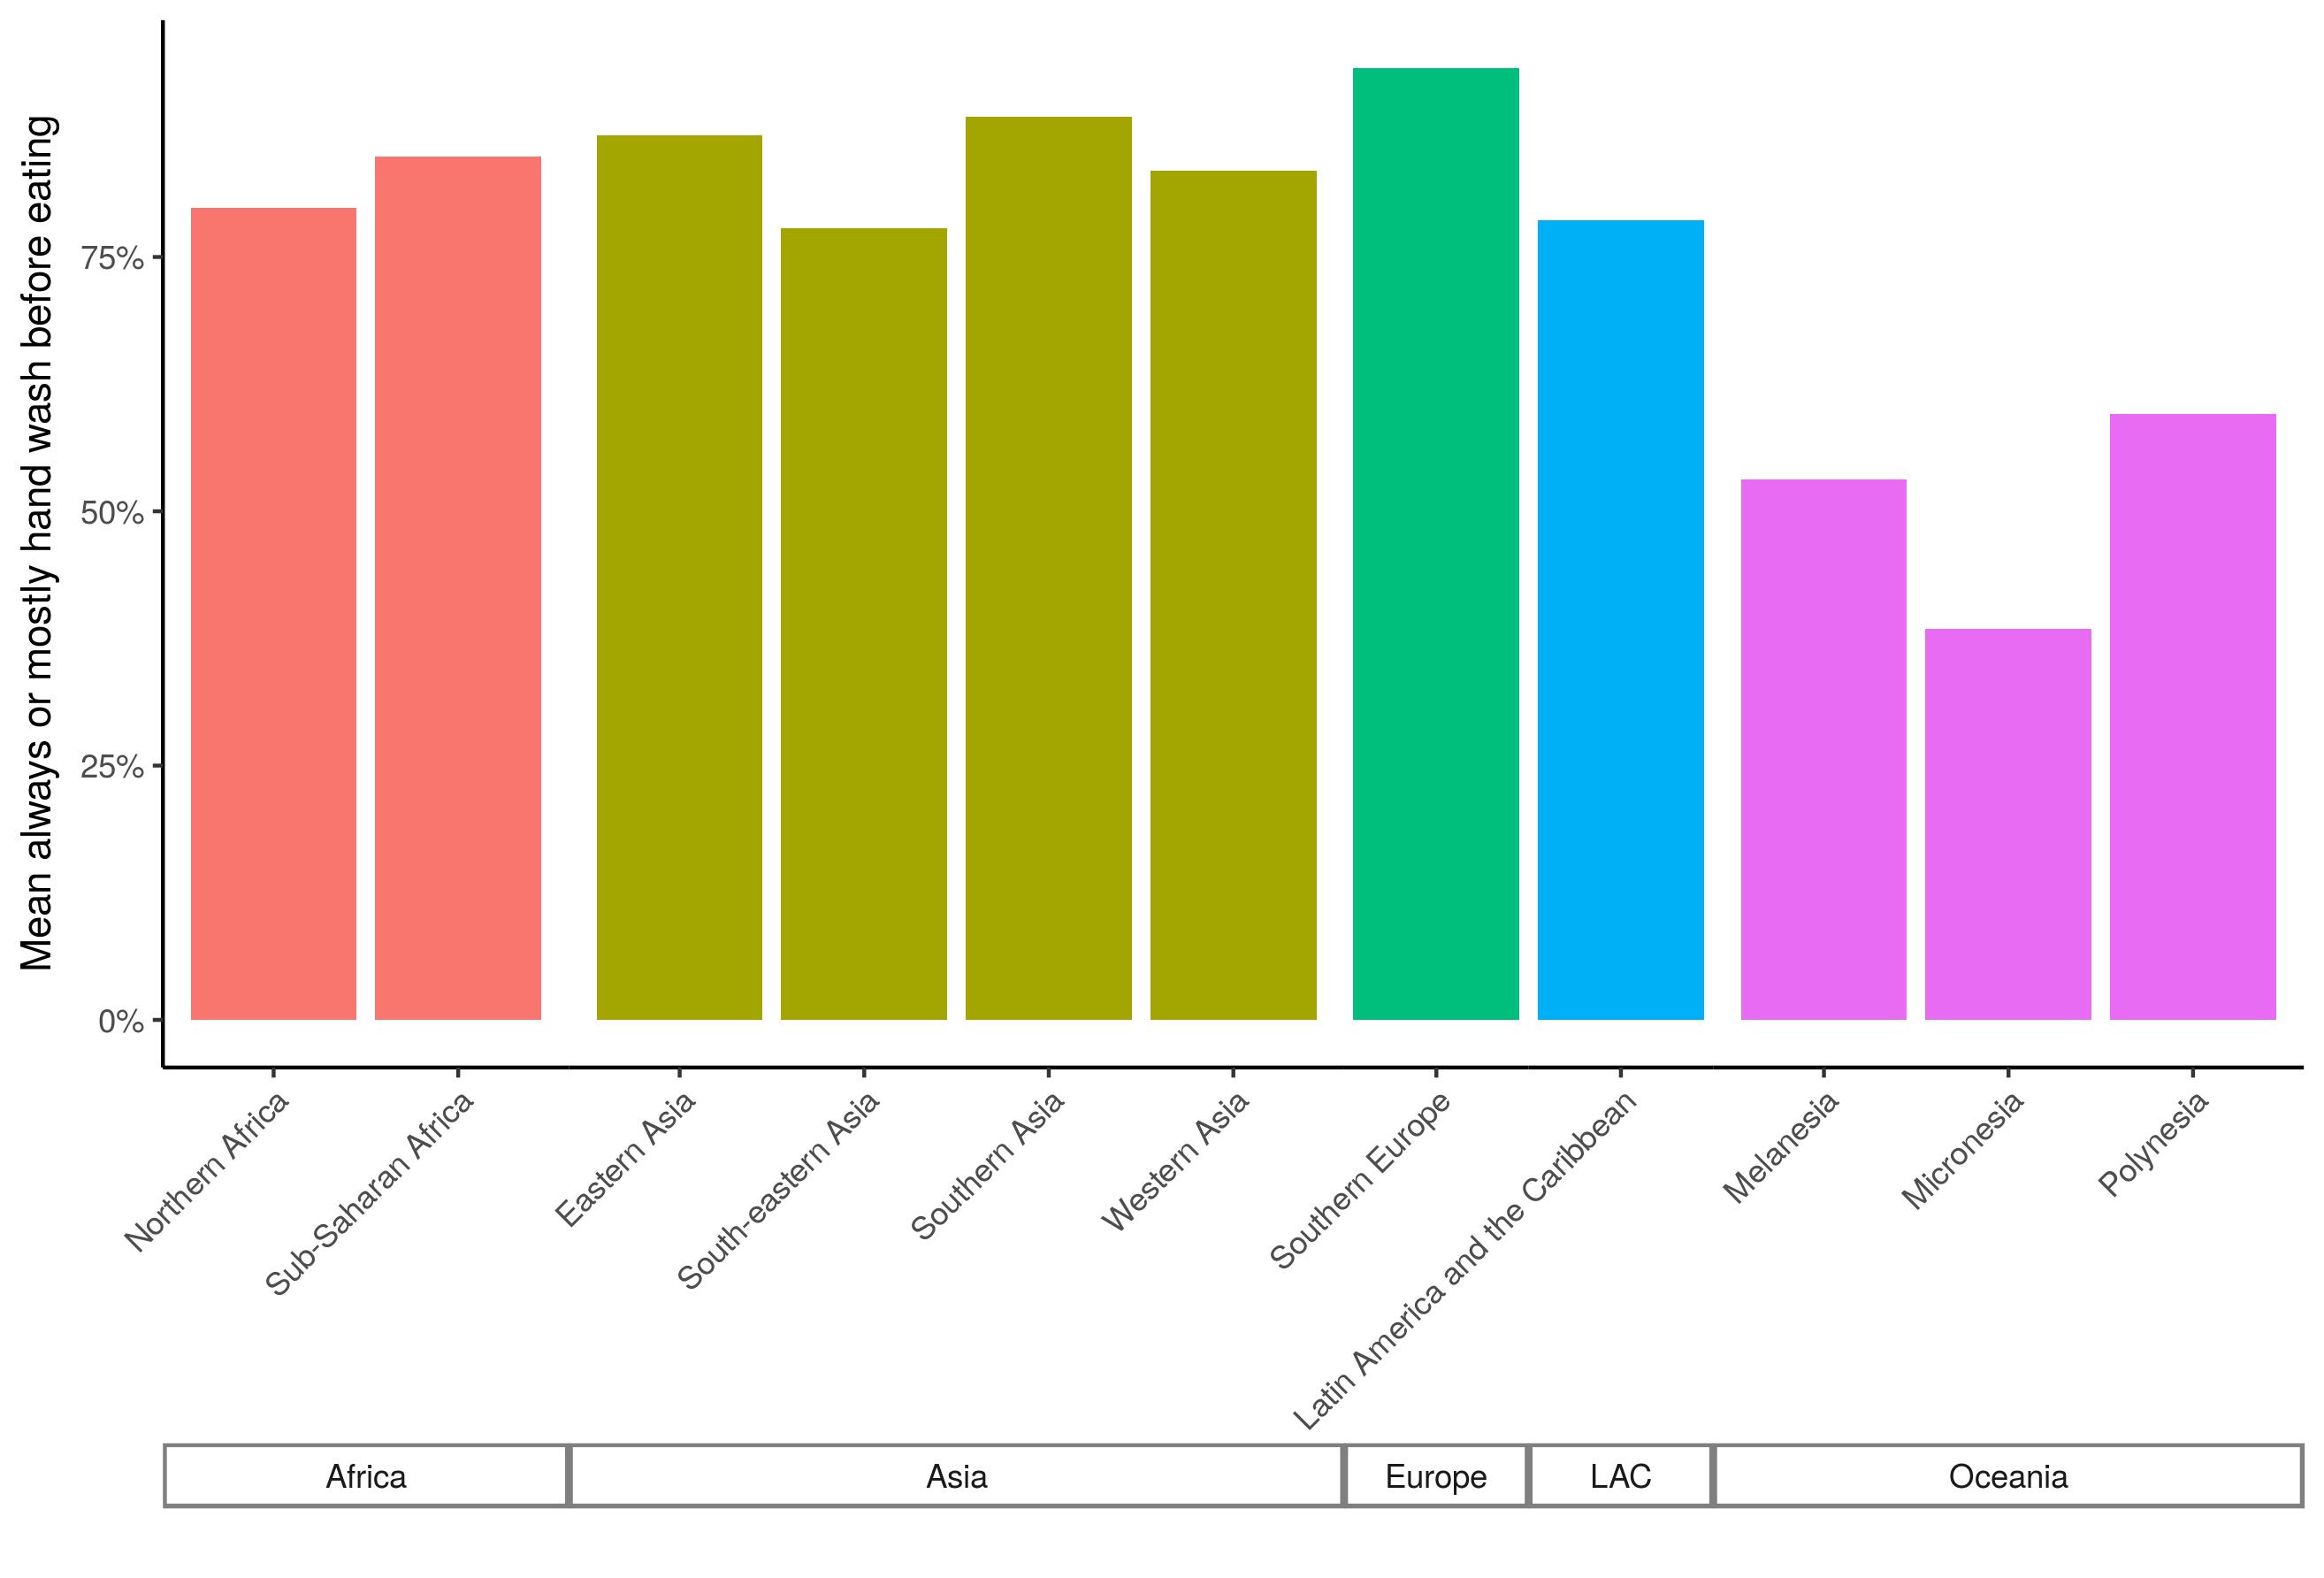 Mean always or mostly hand wash before eating
75%
50%
25%
0%
Northern Africa
Sub-Saharan Africa
Eastern Asia
South-eastern Asia
Southern Asia
Western Asia
Southern Europe
Latin America and the Caribbean
Melanesia
Micronesia
Polynesia
Africa
Asia
Europe
LAC
Oceania